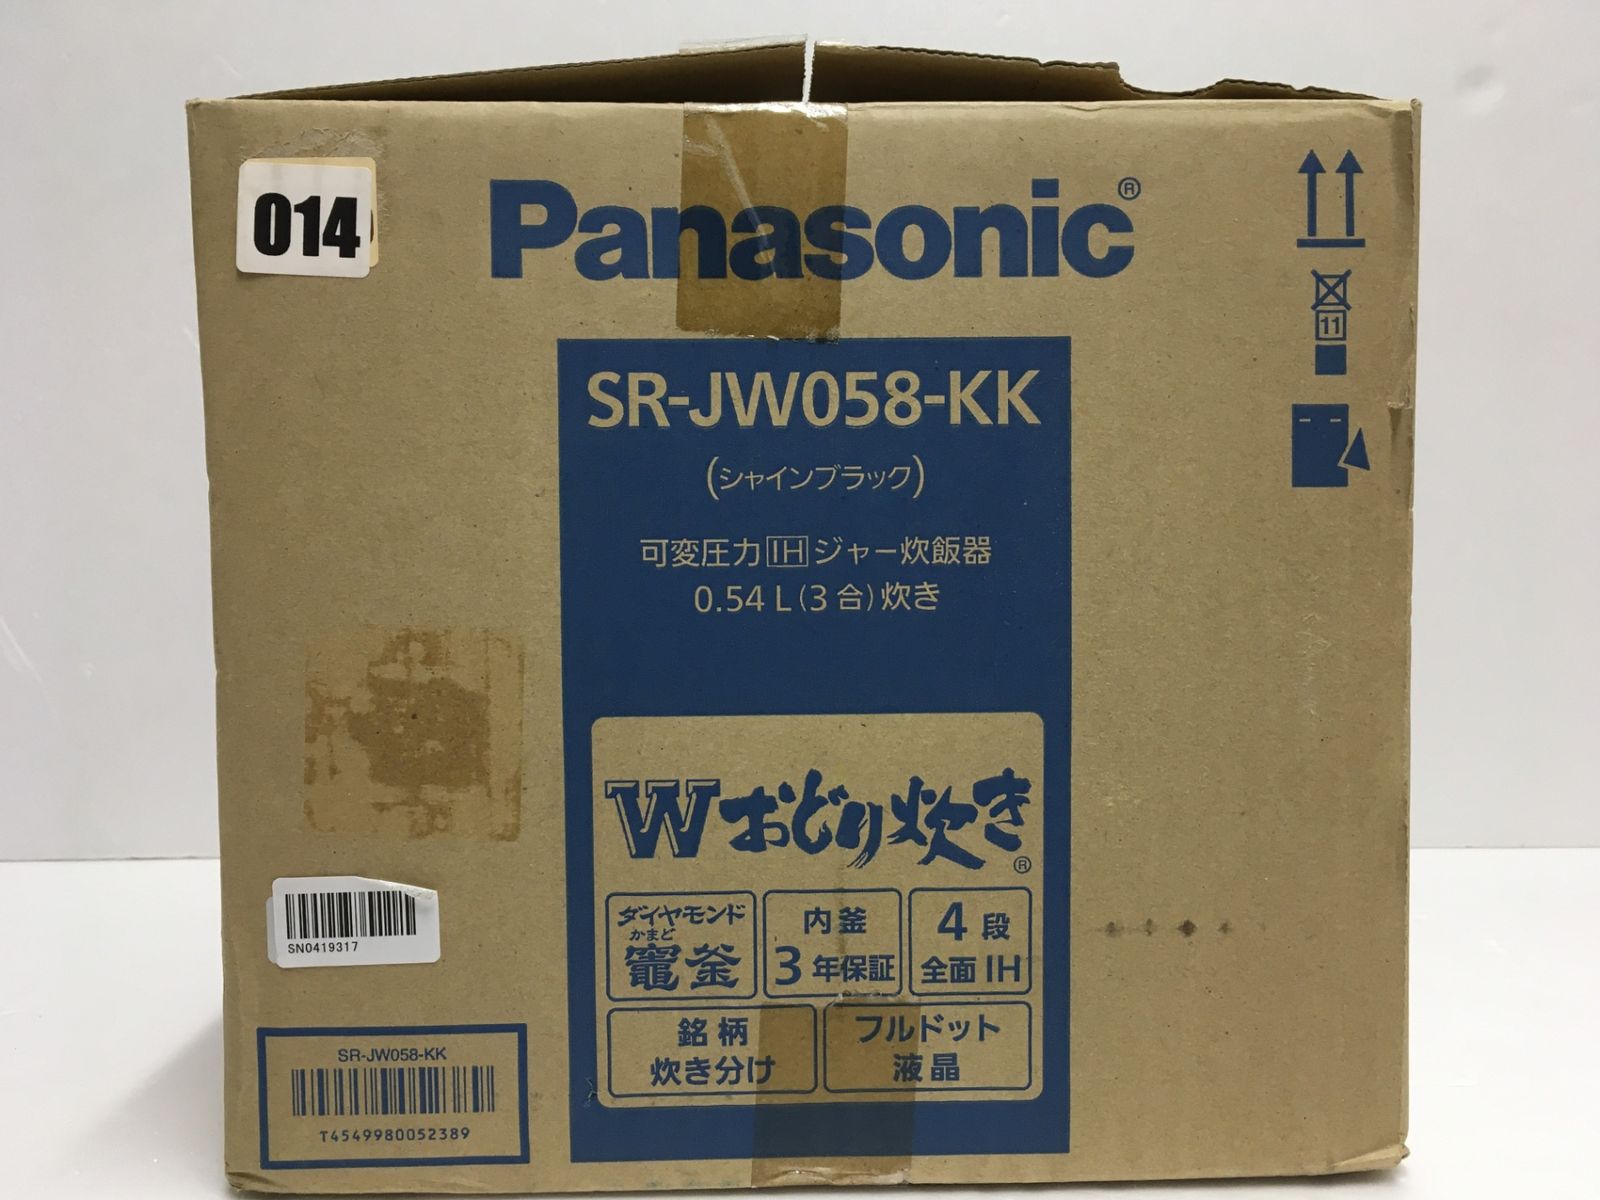 014
Panasonic®
11
SR-JW058-KK
(シャインブラック)
可変圧力IHジャー炊飯器
0.54L(3合)炊き
Wおどり炊き®
ダイヤモンド
かまど
竈釜
内釜
3年保証
4段
全面IH
銘柄
炊き分け
フルドット
液晶
SN0419317
SR-JW058-KK
T4549980052389